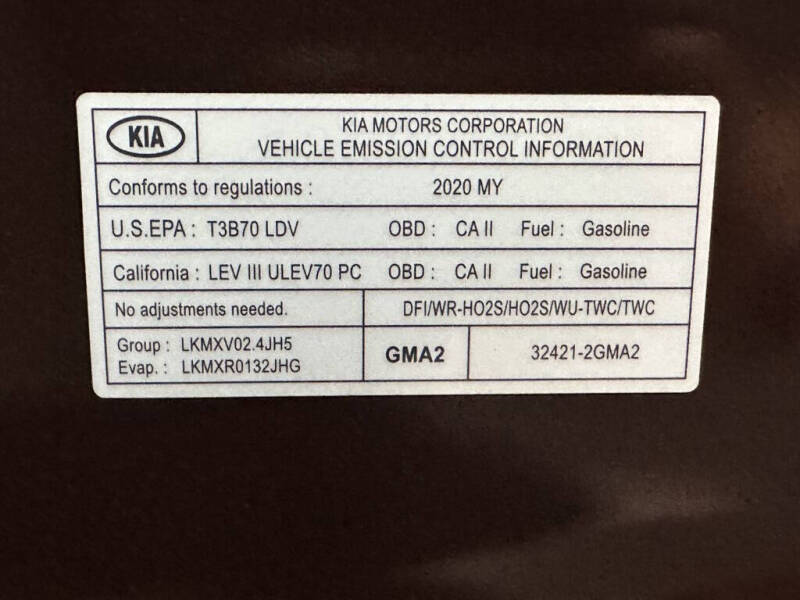 KIA
KIA MOTORS CORPORATION
VEHICLE EMISSION CONTROL INFORMATION
Conforms to regulations : 2020 MY
U.S.EPA : T3B70 LDV OBD : CA II Fuel : Gasoline
California : LEV III ULEV70 PC OBD : CA II Fuel : Gasoline
No adjustments needed. DFI/WR-HO2S/HO2S/WU-TWC/TWC
Group : LKMXV02.4JH5
Evap. : LKMXR0132JHG
GMA2
32421-2GMA2